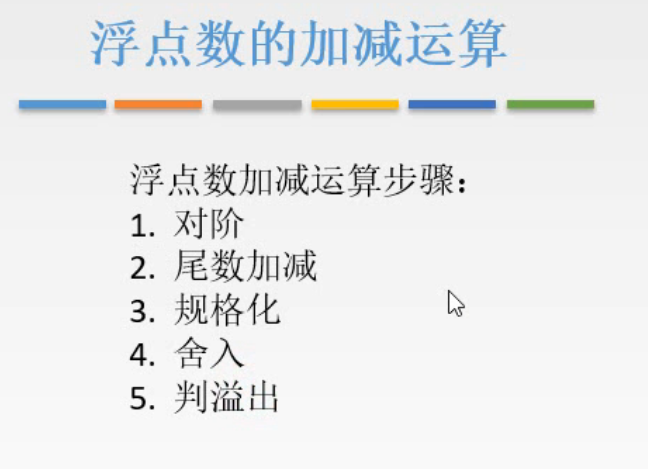 浮点数的加减运算
浮点数加减运算步骤：
1. 对阶
2. 尾数加减
3. 规格化
4. 舍入
5. 判溢出